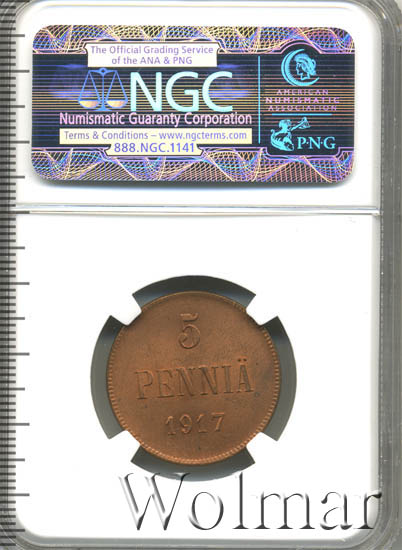 The Official Grading Service
of the ANA & PNG
NGC
Numismatic Guaranty Corporation
Terms & Conditions – www.ngcterms.com
888.NGC.1141
AMERICAN
NUMISMATIC
ASSOCIATION
PNG
5
PENNIÄ
1917
Wolmar